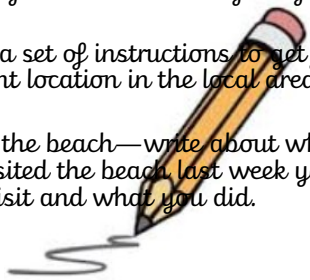 a set of instructions to get
nt location in the local area
the beach—write about wh
sited the beach last week y
isit and what you did.